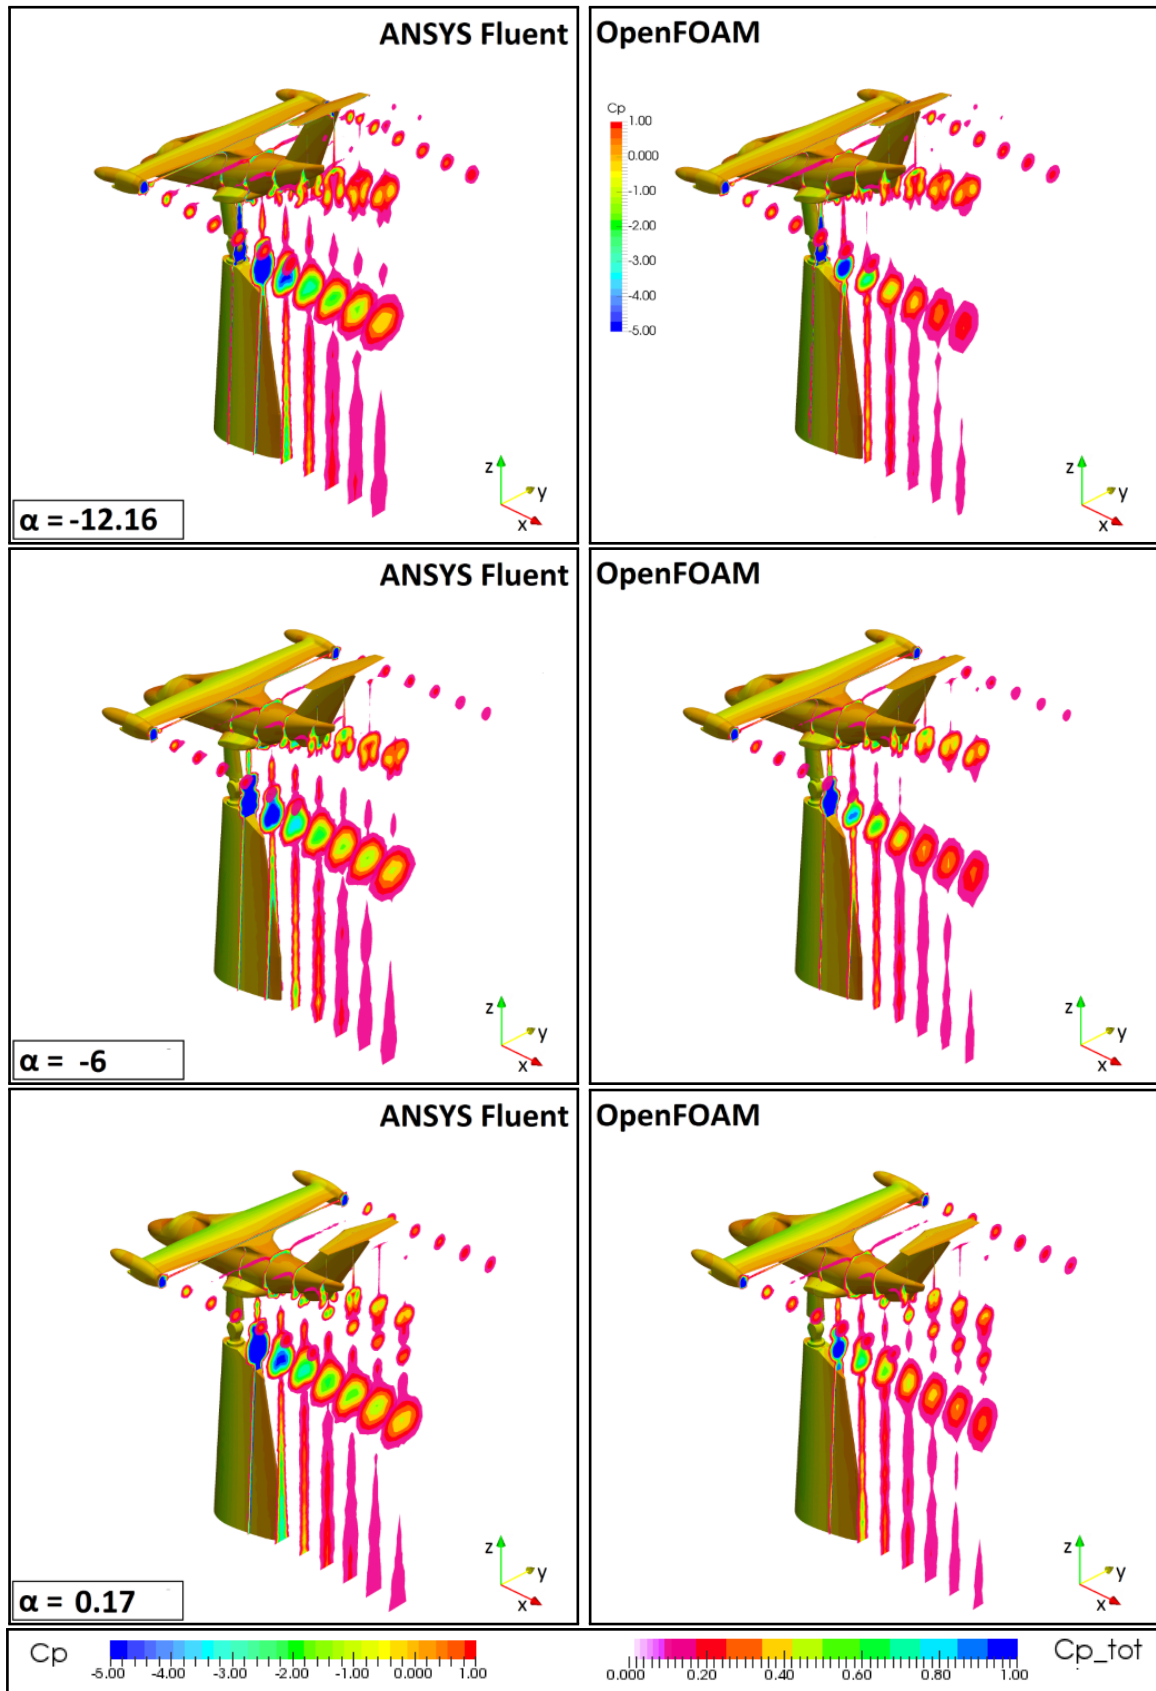 ANSYS Fluent
OpenFOAM
Cp
1.00
0.000
-1.00
-2.00
-3.00
-4.00
-5.00
z
y
x
z
y
x
α = -12.16
ANSYS Fluent
OpenFOAM
z
y
x
z
y
x
α = -6
ANSYS Fluent
OpenFOAM
z
y
x
z
y
x
α = 0.17
Cp
-5.00 -4.00 -3.00 -2.00 -1.00 0.000 1.00
0.000 0.20 0.40 0.60 0.80 1.00
Cp_tot